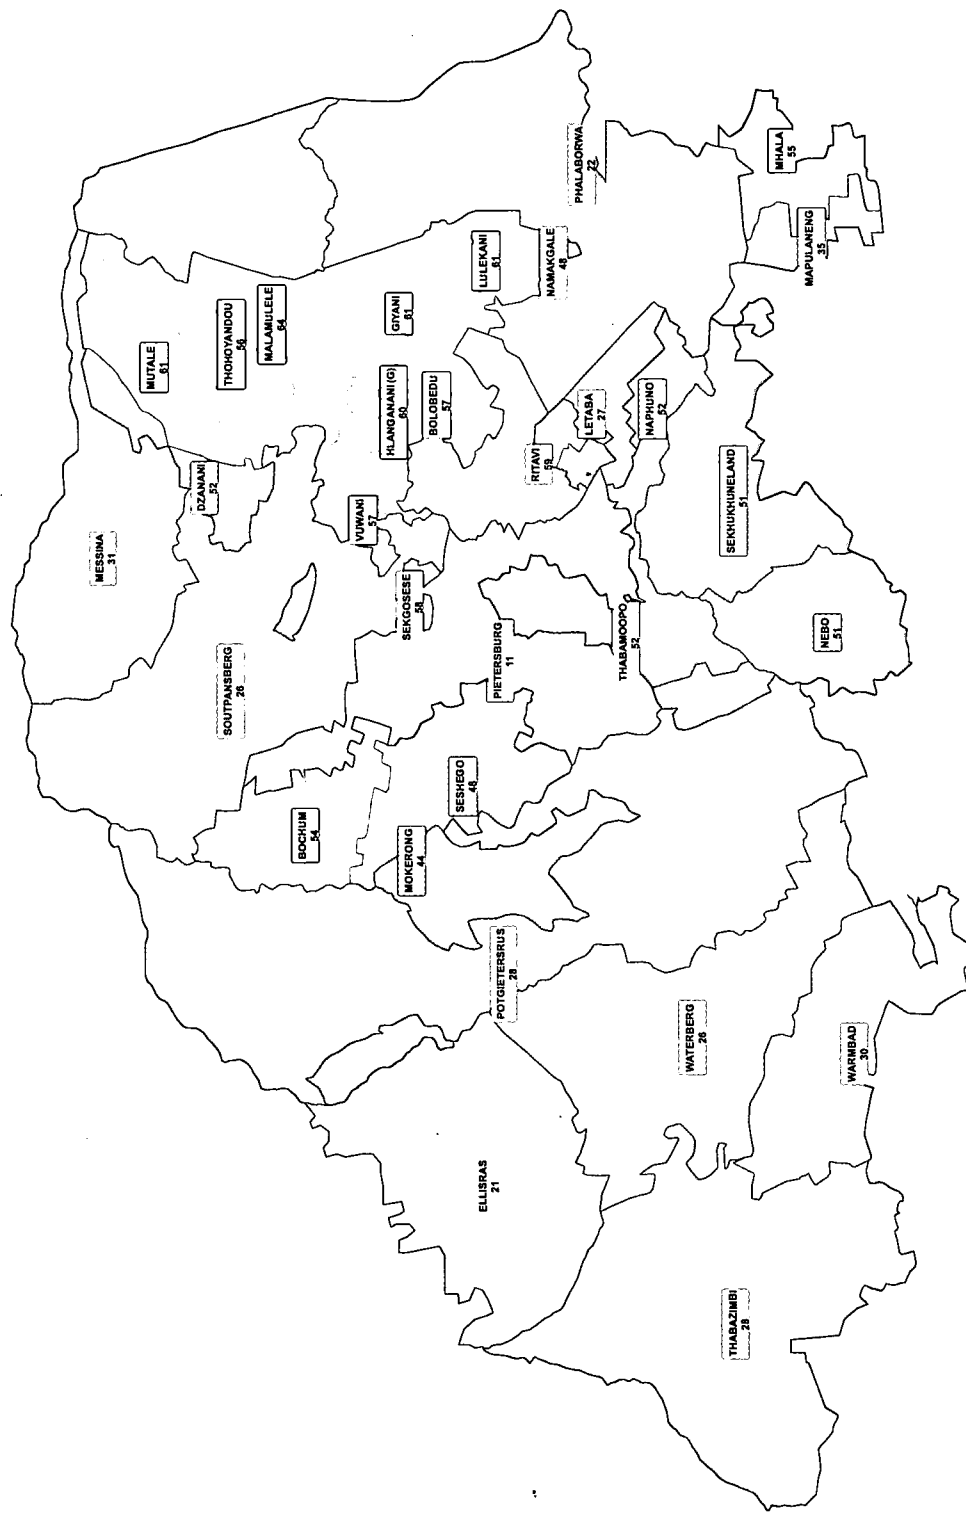 MESSINA
31
MUTALE
61
DZANANI
52
SOUTPANSBERG
26
THOHOYANDOU
56
MALAMULELE
64
BOCHUM
54
VUWANI
57
HLANGANANI(G)
60
GIYANI
61
SEKGOSESE
58
MOKERONG
44
BOLOBEDU
57
SESHEGO
48
LULEKANI
61
ELLISRAS
21
PIETERSBURG
11
POTGIETERSRUS
28
RITAVI
59
NAMAKGALE
48
PHALABORWA
22
LETABA
27
THABAMOOPO
52
NAPHUNO
52
WATERBERG
26
SEKHUKHUNELAND
51
THABAZIMBI
28
MHALA
55
MAPULANENG
35
NEBO
51
WARMBAD
30